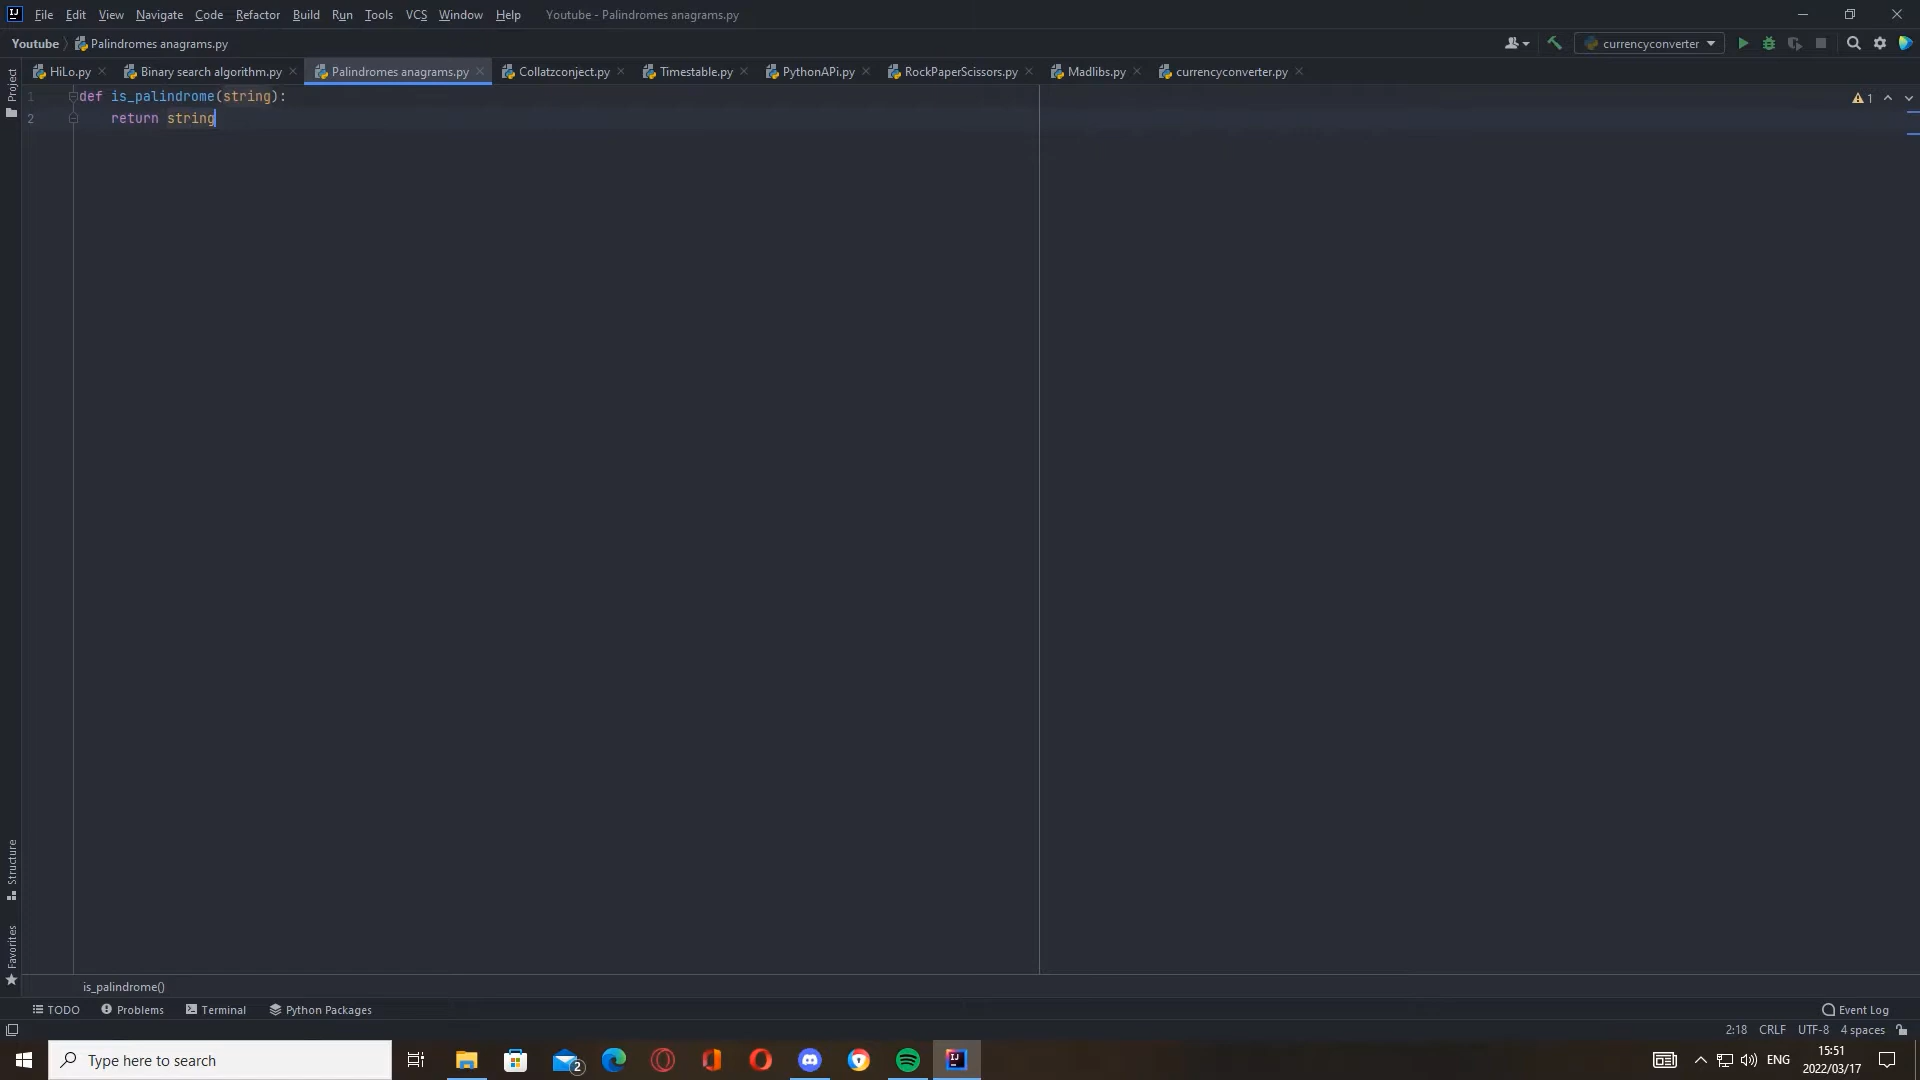 File Edit View Navigate Code Refactor Build Run Tools VCS Window Help Youtube - Palindromes anagrams.py
Youtube Palindromes anagrams.py currencyconverter
HiLo.py Binary search algorithm.py Palindromes anagrams.py Collatzconject.py Timestable.py PythonAPi.py RockPaperScissors.py Madlibs.py currencyconverter.py
Project
1 def is_palindrome(string): 1
2 return string
Structure
Favorites
is_palindrome()
TODO Problems Terminal Python Packages Event Log
2:18 CRLF UTF-8 4 spaces
Type here to search 2 ENG 15:51
2022/03/17